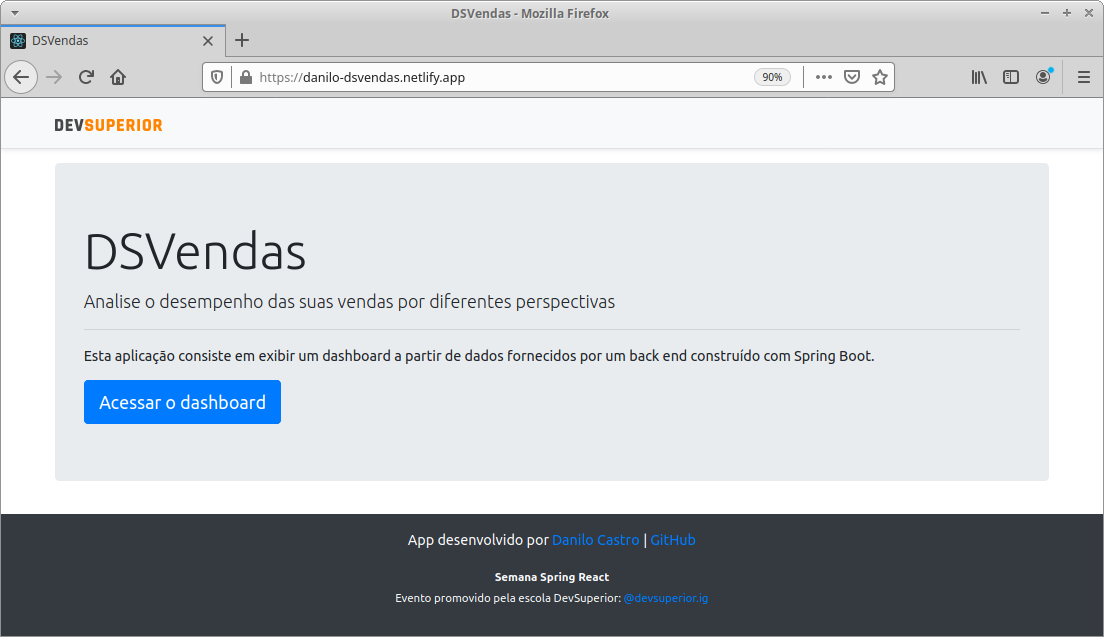 DSVendas - Mozilla Firefox
DSVendas
https://danilo-dsvendas.netlify.app
90%
DEVSUPERIOR
DSVendas
Analise o desempenho das suas vendas por diferentes perspectivas
Esta aplicação consiste em exibir um dashboard a partir de dados fornecidos por um back end construído com Spring Boot.
Acessar o dashboard
App desenvolvido por Danilo Castro | GitHub
Semana Spring React
Evento promovido pela escola DevSuperior: @devsuperior.ig